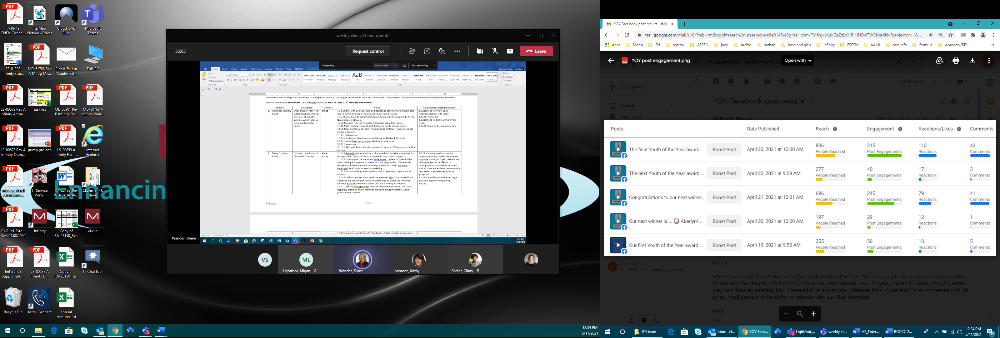 7-18-19
ENFit-Conne...
Re Map
Network Drives
Cloud QAD
SLM
Microsoft
Teams
ES-81298
Infinity sup...
MD-61788 Rev
A Moog Me...
Please fill out
"Staples Sat...
This PC
LS-80672 Rev A
Infinity Actua...
task list
MD 60901 Rev
B Infinity Re...
MD-80768 A
Infinity Patie...
LS-80673 Rev A
Infinity Oran...
pump pro con
LS-80859 A
Infinity Facili...
Internet
Explorer
moog enteral
extension s...
IT Service
Portal
RA-22188_Rev
W_Risk Analy...
CLarimer - U
drive
Enhancin
CURLIN-Exte...
Sets 04.08.2020
Infinity
Copy of
RA-28150_Re...
curlin
Enteral CS
Supply Talki...
LS-80537 A
Infinity D...
Copy of
RA-28150_Re...
IT Chat tool
Recycle Bin
Mitel Connect
enteral
resource list
12:34 PM
5/11/2021
weekly clinical team update
36:03
Request control
Leave
Presenting...
Give control
Stop presenting
File Home Insert Design Layout References Mailings Review View ACROBAT
Wander, Diane Share
The name in bold is the person responsible to manage and report on the project. Other names listed are contributors to the program. Additional team member may be pulled in as needed.
Updates due to team every other TUESDAY: next update on: MAY 25, 2021. (15th cancelled due to NHIA)
Initiative Description Owner(s) Notes Action Items (w/assigned dates)
1. Customer advisory board
Small group of high level customers/KOLs who can inform us of industry activities which helps us strategically plan for future
Diane
11.2.20: Met with Ben and Justin and decided to continue with virtual board due to COVID. Drafting a recruitment email to send to sales.
11.6.20: email sent to sales/mktg/Clinical. Group asked to respond by 11/20. Nominations trickling in.
11.16.20: about ½ of the two sales teams have submitted names.
11.30.2020: meeting this week with Justin and Ben to choose names.
12.14.20: Met w/ben and Justin. Picking names continue. Hope to send out invites in January.
1.4.21: nothing new
1.18.21: Justin and Diane meeting with Craig and Richard this week
2.1.21: people have been chosen! Waiting on next steps.
3.23.21: no update
5.11.21: Met with Justin. Decided we need to focus on FDA response. on hold for now
1.6.21: Diane to review Ben's recommendations with Justin
1.18.21: finalize list
3.1.21: Diane to discuss with Ben this week.
3.23.21: Diane to discuss with Justin.
2. Moog Customer Panel
Customers participate in "as needed" surveys
Cara
Kathy
11.2.20: basically waiting on launch of new website. Looking at new tool for surveys called "Qualtrics". Marketing researching cost vs. budget.
11.16.20: waiting for the website to be launched. Update on Qualtrics this week; waiting for approval to purchase. If not progress by 12/1 week will consider an alternate method of inviting participants. Form has been developed. Draft letter written by marketing.
11.30.2020: still waiting on the website launch. Ryan says corporate is the hold up.
12.14.20: still no answer about Qualtrics approval. Also corporate still hasn't approved our new website which would be used to launch the invitation. (without qualtrics we will use a form but that is waiting on website)
1.4.21: Qualtrics was approved. Jade will implement and Ryan J will "own". Hopefully usable by end of month to start gathering participants. Delta project needs "people".
1.6.21: Cara to provide update on program including sharing of invitation language, naming of "pool", description of how people will be chosen to participate and screened for inclusion.
1.18.21: Cara and Kathy to come up with new name. (Customer panel, focus group, etc.)
3.1.21: Cara will work with Ryan to get questions loaded into Qualtrics.
5.11.21:
D.Wander 4.13.21
1.18.21: rename something with "Feedback...". Will consider a new name.
1:34 PM
5/11/2021
Wander, Diane
VS
ML
Lightfoot, Migan
Wander, Diane
Iacuone, Kathy
Sadler, Cindy
YOY Facebook post results - larin
mail.google.com/mail/u/0/?tab=rm&ogbl#search/mussermckenzie014%40gmail.com/FMfcgxwLtkQsZzLKHRHJHDdTWRKqtdNv?projector=1&...
Apps Moog EN reptrax ASPEN joey Archie nathan boys and girls infinity ESPEN AAMI cara info formula Academy/RD
YOY post engagement.png
mussermckenzie014@gmail.c
Open with
Compose
19 of many
Inbox 9
YOY Facebook post results
Snoozed
McKenzie Musser
Mon, Apr 26, 8:17 AM
Posts Date Published Reach Engagement Reactions/Likes Comments
The final Youth of the Year award ... Boost Post April 23, 2021 at 10:00 AM 806 People Reached 315 Post Engagements 113 Reactions 43 Comments
The next Youth of the Year award ... Boost Post April 22, 2021 at 9:59 AM 277 People Reached 40 Post Engagements 17 Reactions 3 Comments
Congratulations to our next winne... Boost Post April 21, 2021 at 10:01 AM 696 People Reached 245 Post Engagements 79 Reactions 41 Comments
Our next winner is.... Aberlyn! ... Boost Post April 20, 2021 at 10:00 AM 197 People Reached 29 Post Engagements 12 Reactions 1 Comments
Our first Youth of the Year award ... Boost Post April 19, 2021 at 9:50 AM 355 People Reached 56 Post Engagements 18 Reactions 5 Comments
Jean Lawrence
You: totally love it!I needed a good law
Karen:
Here is the report from McKenzie on facebook results after YOY. We are going to do a constant contact eblast
as well and the Mountain Mail and CCT have the press release now. Fingers crossed for Kuper tonight; either
way he's done an amazing job. I learned a lot about type1 diabetes from Kuper and I'm so impressed with his
poise, intelligence and his ability to connect with our Club members.
Brian
RD team
Inbox - cl...
YOY Face...
Lightfoot,...
weekly cli...
HF_Enter...
BGCCC 2...
12:34 PM
5/11/2021
32